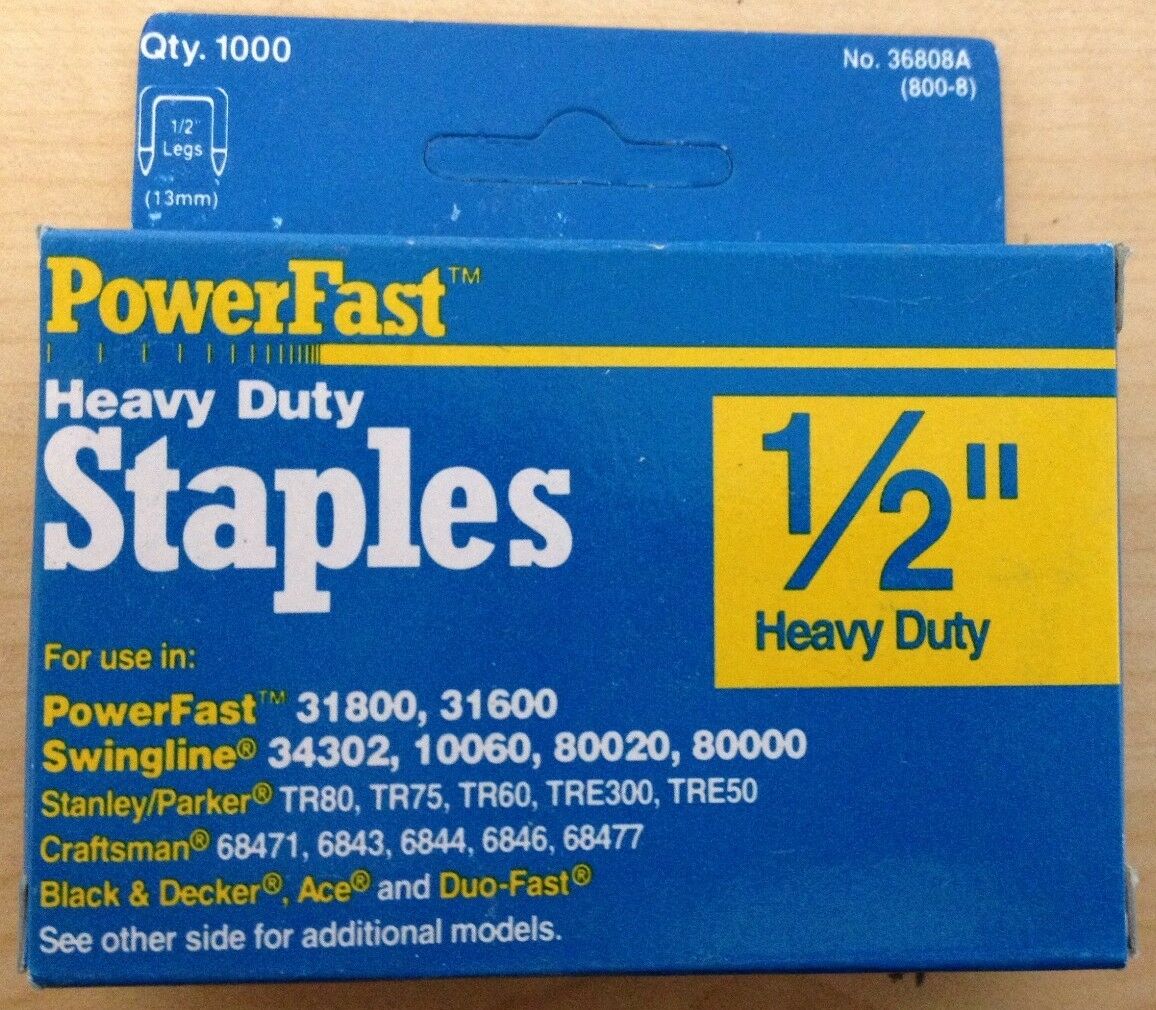 Qty. 1000
No. 36808A
(800-8)
1/2"
Legs
(13mm)
PowerFast™
Heavy Duty
Staples
1/2"
Heavy Duty
For use in:
PowerFast™ 31800, 31600
Swingline® 34302, 10060, 80020, 80000
Stanley/Parker® TR80, TR75, TR60, TRE300, TRE50
Craftsman® 68471, 6843, 6844, 6846, 68477
Black & Decker®, Ace® and Duo-Fast®
See other side for additional models.